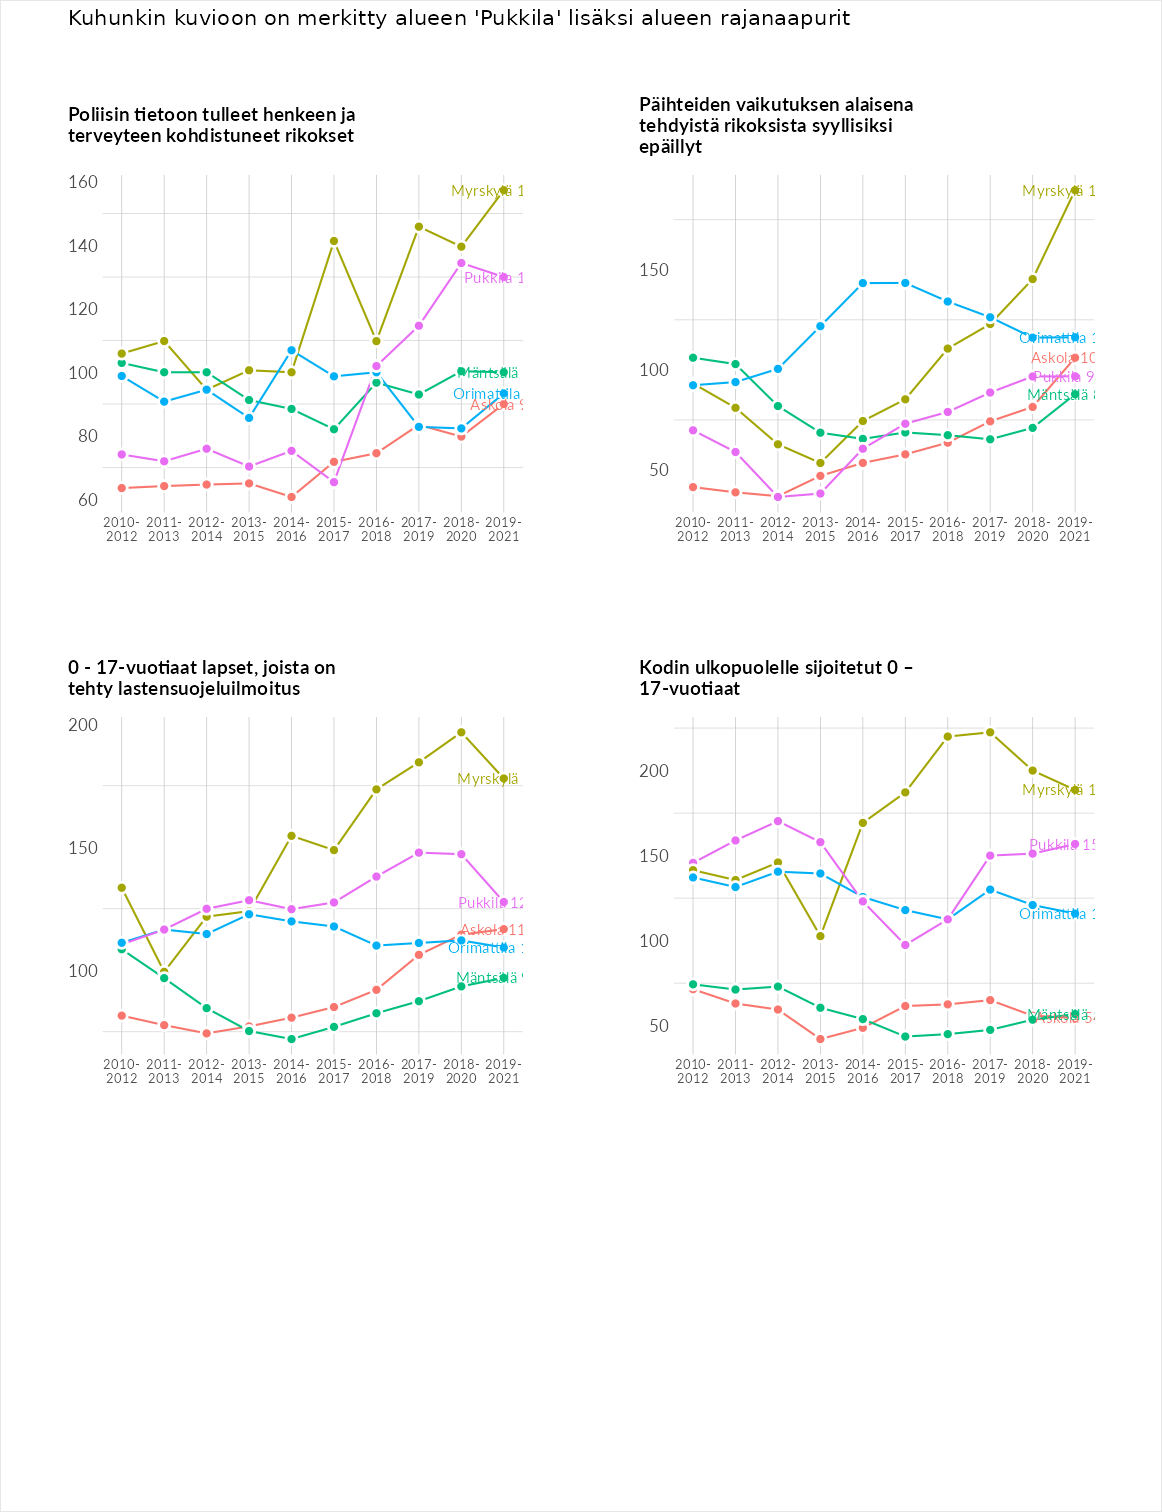 Kuhunkin kuvioon on merkitty alueen 'Pukkila' lisäksi alueen rajanaapurit
Poliisin tietoon tulleet henkeen ja
terveyteen kohdistuneet rikokset
160
140
120
100
80
60
Myrskylä 1
Pukkila 1
Mäntsälä
Orimattila
Askola 9
2010- 2011- 2012- 2013- 2014- 2015- 2016- 2017- 2018- 2019-
2012 2013 2014 2015 2016 2017 2018 2019 2020 2021
Päihteiden vaikutuksen alaisena
tehdyistä rikoksista syyllisiksi
epäillyt
150
100
50
Myrskylä 1
Orimattila 1
Askola 10
Pukkila 9
Mäntsälä 8
2010- 2011- 2012- 2013- 2014- 2015- 2016- 2017- 2018- 2019-
2012 2013 2014 2015 2016 2017 2018 2019 2020 2021
0 - 17-vuotiaat lapset, joista on
tehty lastensuojeluilmoitus
200
150
100
Myrskylä
Pukkila 12
Askola 11
Orimattila 1
Mäntsälä 9
2010- 2011- 2012- 2013- 2014- 2015- 2016- 2017- 2018- 2019-
2012 2013 2014 2015 2016 2017 2018 2019 2020 2021
Kodin ulkopuolelle sijoitetut 0 –
17-vuotiaat
200
150
100
50
Myrskylä 1
Pukkila 15
Orimattila 1
Mäntsälä
Askola 5
2010- 2011- 2012- 2013- 2014- 2015- 2016- 2017- 2018- 2019-
2012 2013 2014 2015 2016 2017 2018 2019 2020 2021